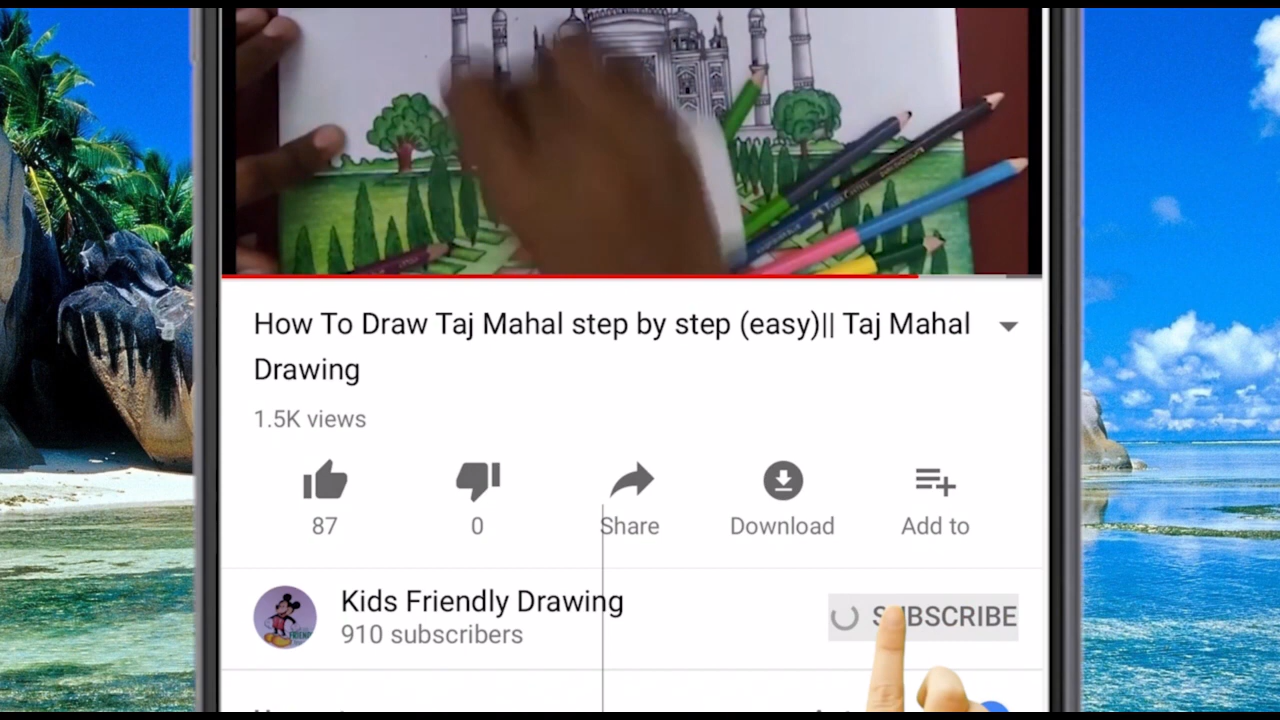 How To Draw Taj Mahal step by step (easy)|| Taj Mahal
Drawing
1.5K views
87
0
Share
Download
Add to
Kids Friendly Drawing
910 subscribers
SUBSCRIBE